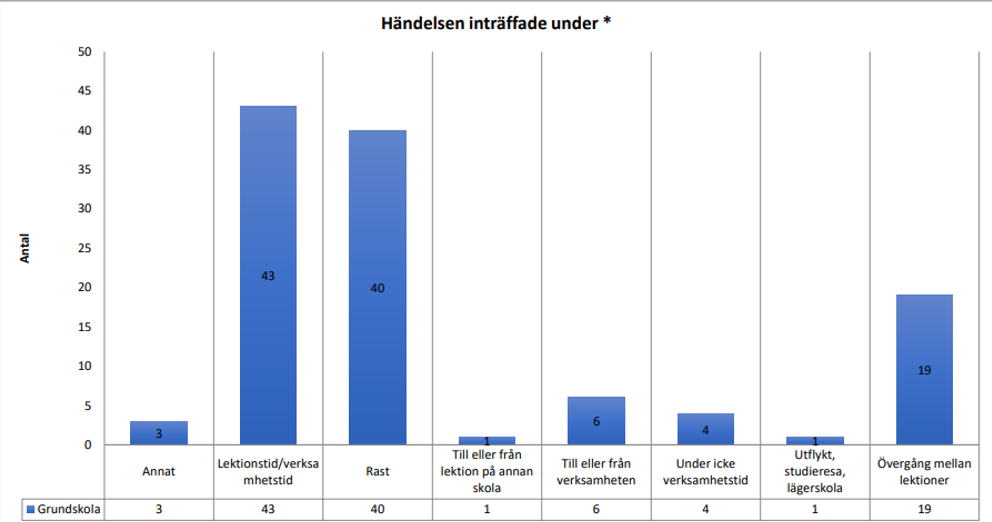 Händelsen inträffade under *
Antal
50
45
40
35
30
25
20
15
10
5
0
3
43
40
1
6
4
1
19
Annat
Lektionstid/verksa
mhetstid
Rast
Till eller från
lektion på annan
skola
Till eller från
verksamheten
Under icke
verksamhetstid
Utflykt,
studieresa,
lägerskola
Övergång mellan
lektioner
Grundskola 3 43 40 1 6 4 1 19